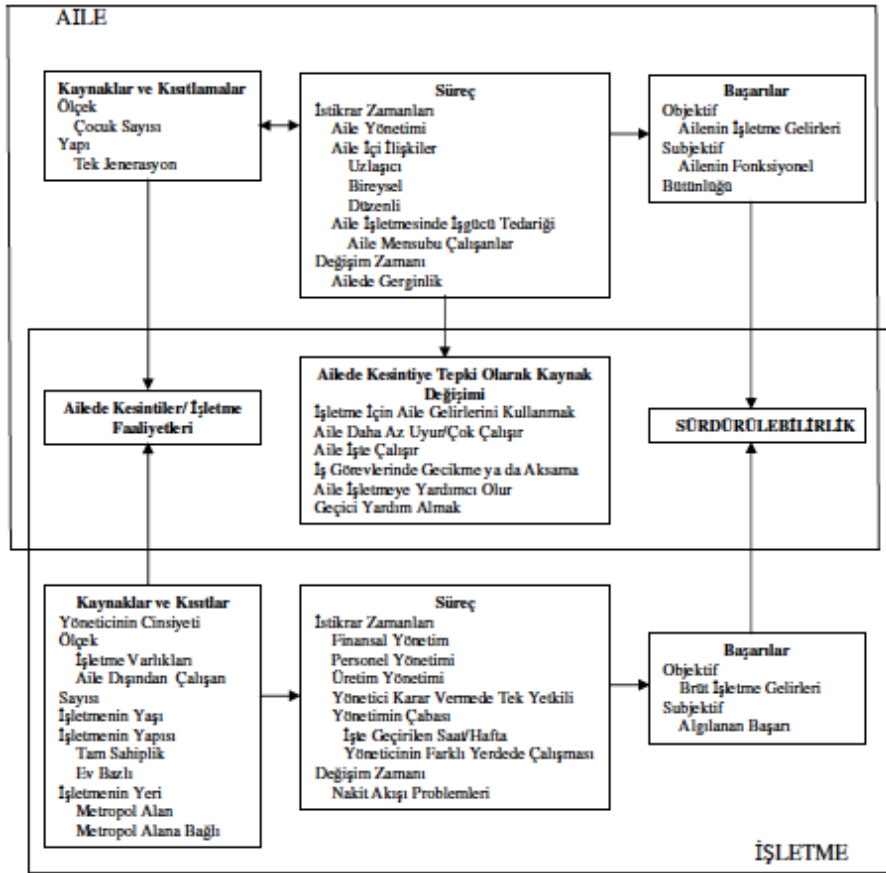 AILE
Kaynaklar ve Kısıtlamalar
Ölçek
Çocuk Sayısı
Yapı
Tek Jenerasyon
Süreç
İstikrar Zamanları
Aile Yönetimi
Aile İçi İlişkiler
Uzlaşıcı
Bireysel
Düzenli
Aile İşletmesinde İşgücü Tedariği
Aile Mensubu Çalışanlar
Değişim Zamanı
Ailede Gerginlik
Başarılar
Objektif
Ailenin İşletme Gelirleri
Subjektif
Ailenin Fonksiyonel
Bütünlüğü
Ailede Kesintiler/ İşletme
Faaliyetleri
Ailede Kesintiye Tepki Olarak Kaynak
Değişimi
İşletme İçin Aile Gelirlerini Kullanmak
Aile Daha Az Uyur/Çok Çalışır
Aile İşte Çalışır
İş Görevlerinde Gecikme ya da Aksama
Aile İşletmeye Yardımcı Olur
Geçici Yardım Almak
SÜRDÜRÜLEBİLİRLİK
Kaynaklar ve Kısıtlar
Yöneticinin Cinsiyeti
Ölçek
İşletme Varlıkları
Aile Dışından Çalışan
Sayısı
İşletmenin Yaşı
İşletmenin Yapısı
Tam Sahiplik
Ev Bazlı
İşletmenin Yeri
Metropol Alan
Metropol Alana Bağlı
Süreç
İstikrar Zamanları
Finansal Yönetim
Personel Yönetimi
Üretim Yönetimi
Yönetici Karar Vermede Tek Yetkili
Yönetimin Çabası
İşte Geçirilen Saat/Hafta
Yöneticinin Farklı Yerdede Çalışması
Değişim Zamanı
Nakit Akışı Problemleri
Başarılar
Objektif
Brüt İşletme Gelirleri
Subjektif
Algılanan Başarı
İŞLETME